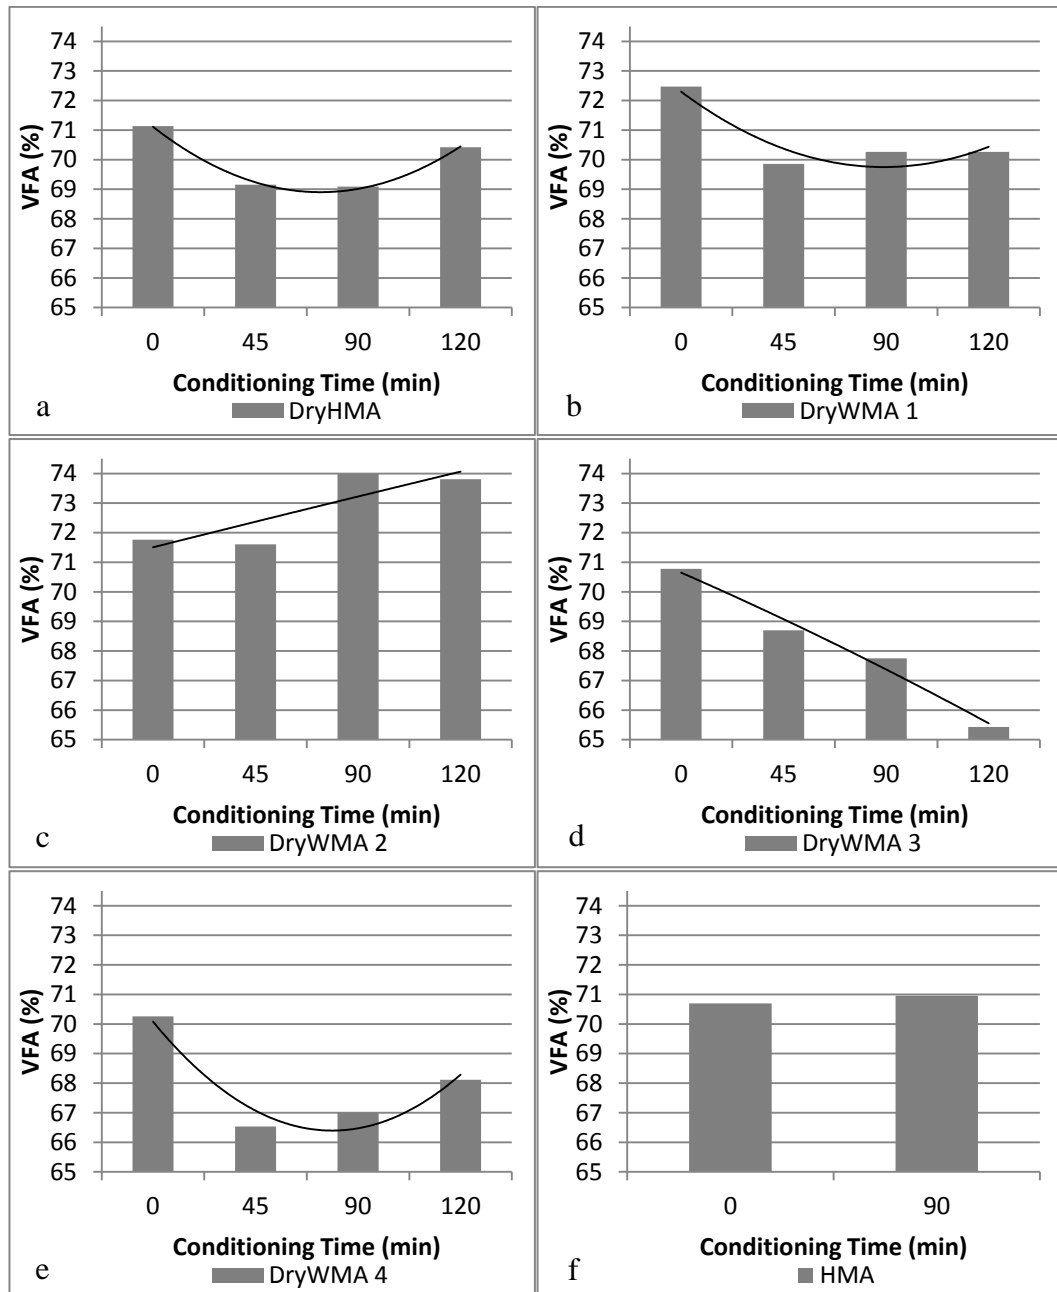 74
73
72
71
70
69
68
67
66
65
VFA (%)
0 45 90 120
Conditioning Time (min)
a
DryHMA
74
73
72
71
70
69
68
67
66
65
VFA (%)
0 45 90 120
Conditioning Time (min)
b
DryWMA 1
74
73
72
71
70
69
68
67
66
65
VFA (%)
0 45 90 120
Conditioning Time (min)
c
DryWMA 2
74
73
72
71
70
69
68
67
66
65
VFA (%)
0 45 90 120
Conditioning Time (min)
d
DryWMA 3
74
73
72
71
70
69
68
67
66
65
VFA (%)
0 45 90 120
Conditioning Time (min)
e
DryWMA 4
74
73
72
71
70
69
68
67
66
65
VFA (%)
0 90
Conditioning Time (min)
f
HMA